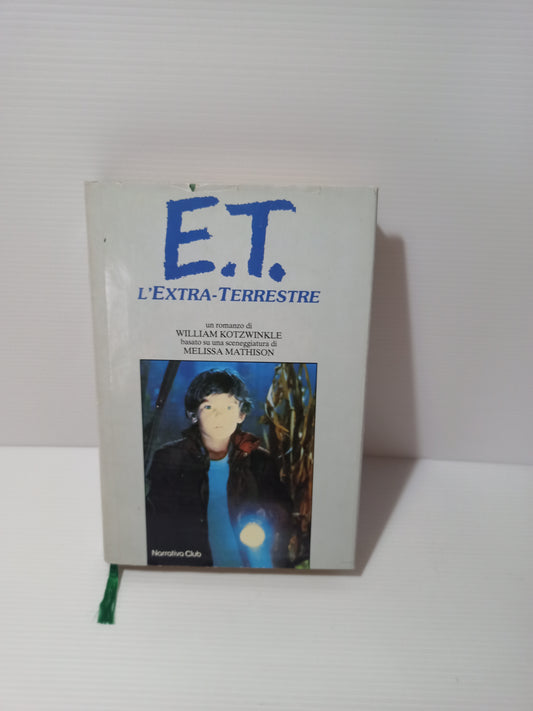 E.T.
L'EXTRA-TERRESTRE
un romanzo di
WILLIAM KOTZWINKLE
basato su una sceneggiatura di
MELISSA MATHISON
Narrativa Club